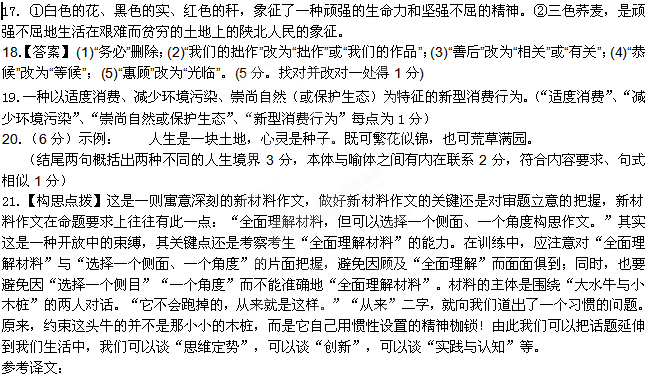 17. ①白色的花、黑色的实、红色的秆，象征了一种顽强的生命力和坚强不屈的精神。②三色荞麦，是顽
强不屈地生活在艰难而贫穷的土地上的陕北人民的象征。
18.【答案】(1)“务必”删除；(2)“我们的拙作”改为“拙作”或“我们的作品”；(3)“善后”改为“相关”或“有关”；(4)“恭
候”改为“等候”；(5)“惠顾”改为“光临”。(5 分。找对并改对一处得 1 分)
19. 一种以适度消费、减少环境污染、崇尚自然（或保护生态）为特征的新型消费行为。（“适度消费”、“减
少环境污染”、“崇尚自然或保护生态”、“新型消费行为”每点为 1 分）
20. （6 分）示例： 人生是一块土地，心灵是种子。既可繁花似锦，也可荒草满园。
（结尾两句概括出两种不同的人生境界 3 分，本体与喻体之间有内在联系 2 分，符合内容要求、句式
相似 1 分）
21. 【构思点拨】这是一则寓意深刻的新材料作文，做好新材料作文的关键还是对审题立意的把握，新材
料作文在命题要求上往往有此一点：“全面理解材料，但可以选择一个侧面、一个角度构思作文。”其实
这是一种开放中的束缚，其关键点还是考察考生“全面理解材料”的能力。在训练中，应注意对“全面理
解材料”与“选择一个侧面、一个角度”的片面把握，避免因顾及“全面理解”而面面俱到；同时，也要
避免因“选择一个侧目”“一个角度”而不能准确地“全面理解材料”。材料的主体是围绕“大水牛与小
木桩”的两人对话。“它不会跑掉的，从来就是这样。”“从来”二字，就向我们道出了一个习惯的问题。
原来，约束这头牛的并不是那小小的木桩，而是它自己用惯性设置的精神枷锁！由此我们可以把话题延伸
到我们生活中，我们可以谈“思维定势”，可以谈“创新”，可以谈“实践与认知”等。
参考译文：